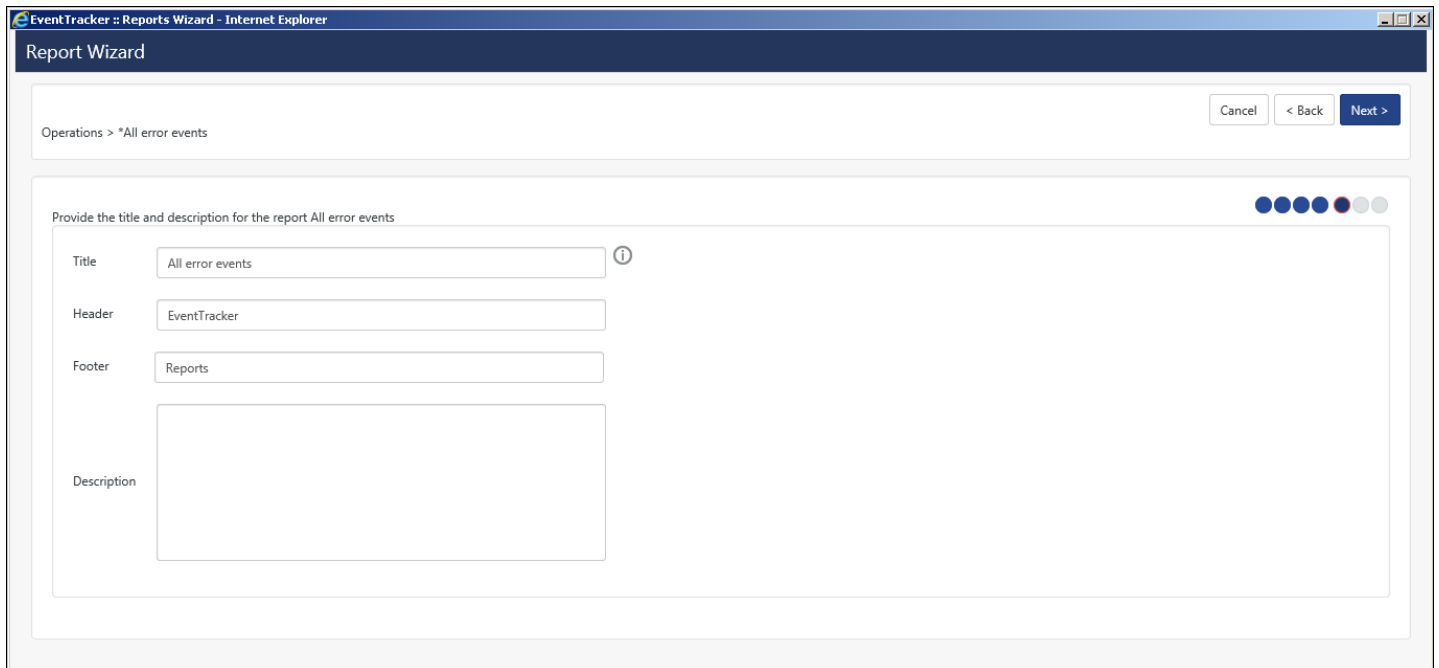 EventTracker :: Reports Wizard - Internet Explorer
Report Wizard
Cancel < Back Next >
Operations > *All error events
Provide the title and description for the report All error events
Title All error events
Header EventTracker
Footer Reports
Description